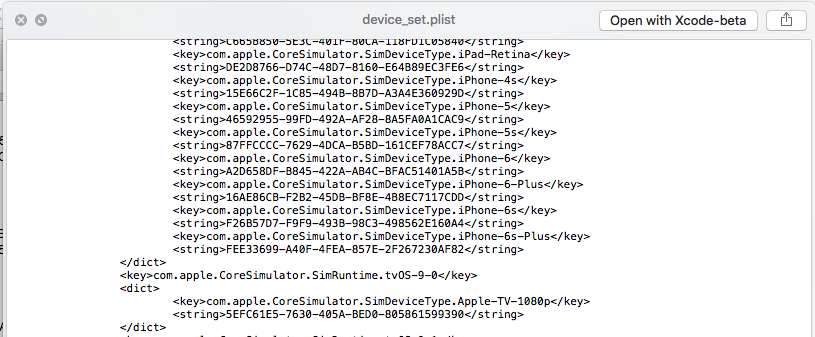 device_set.plist
Open with Xcode-beta
<string>C665B850-5E3C-401F-80CA-118FD1C05840</string>
<key>com.apple.CoreSimulator.SimDeviceType.iPad-Retina</key>
<string>DE2D8766-D74C-48D7-8160-E64B89EC3FE6</string>
<key>com.apple.CoreSimulator.SimDeviceType.iPhone-4s</key>
<string>15E66C2F-1C85-494B-8B7D-A3A4E360929D</string>
<key>com.apple.CoreSimulator.SimDeviceType.iPhone-5</key>
<string>46592955-99FD-492A-AF28-8A5FA0A1CAC9</string>
<key>com.apple.CoreSimulator.SimDeviceType.iPhone-5s</key>
<string>87FFCCCC-7629-4DCA-B5BD-161CEF78ACC7</string>
<key>com.apple.CoreSimulator.SimDeviceType.iPhone-6</key>
<string>A2D658DF-B845-422A-AB4C-BFAC51401A5B</string>
<key>com.apple.CoreSimulator.SimDeviceType.iPhone-6-Plus</key>
<string>16AE86CB-F2B2-45DB-BF8E-4B8EC7117CDD</string>
<key>com.apple.CoreSimulator.SimDeviceType.iPhone-6s</key>
<string>F26B57D7-F9F9-493B-98C3-498562E160A4</string>
<key>com.apple.CoreSimulator.SimDeviceType.iPhone-6s-Plus</key>
<string>FEE33699-A40F-4FEA-857E-2F267230AF82</string>
</dict>
<key>com.apple.CoreSimulator.SimRuntime.tvOS-9-0</key>
<dict>
<key>com.apple.CoreSimulator.SimDeviceType.Apple-TV-1080p</key>
<string>5EFC61E5-7630-405A-BED0-805861599390</string>
</dict>